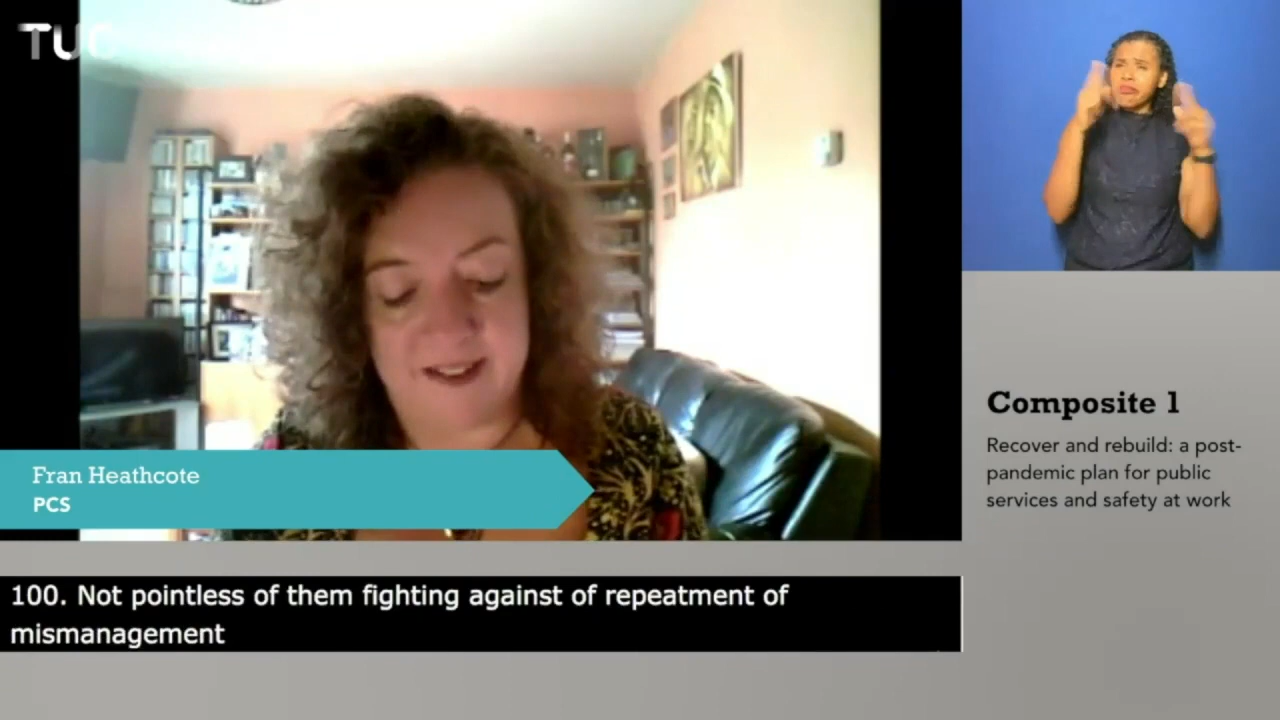 TUC
Fran Heathcote
PCS
Composite 1
Recover and rebuild: a post-
pandemic plan for public
services and safety at work
100. Not pointless of them fighting against of repeatment of
mismanagement